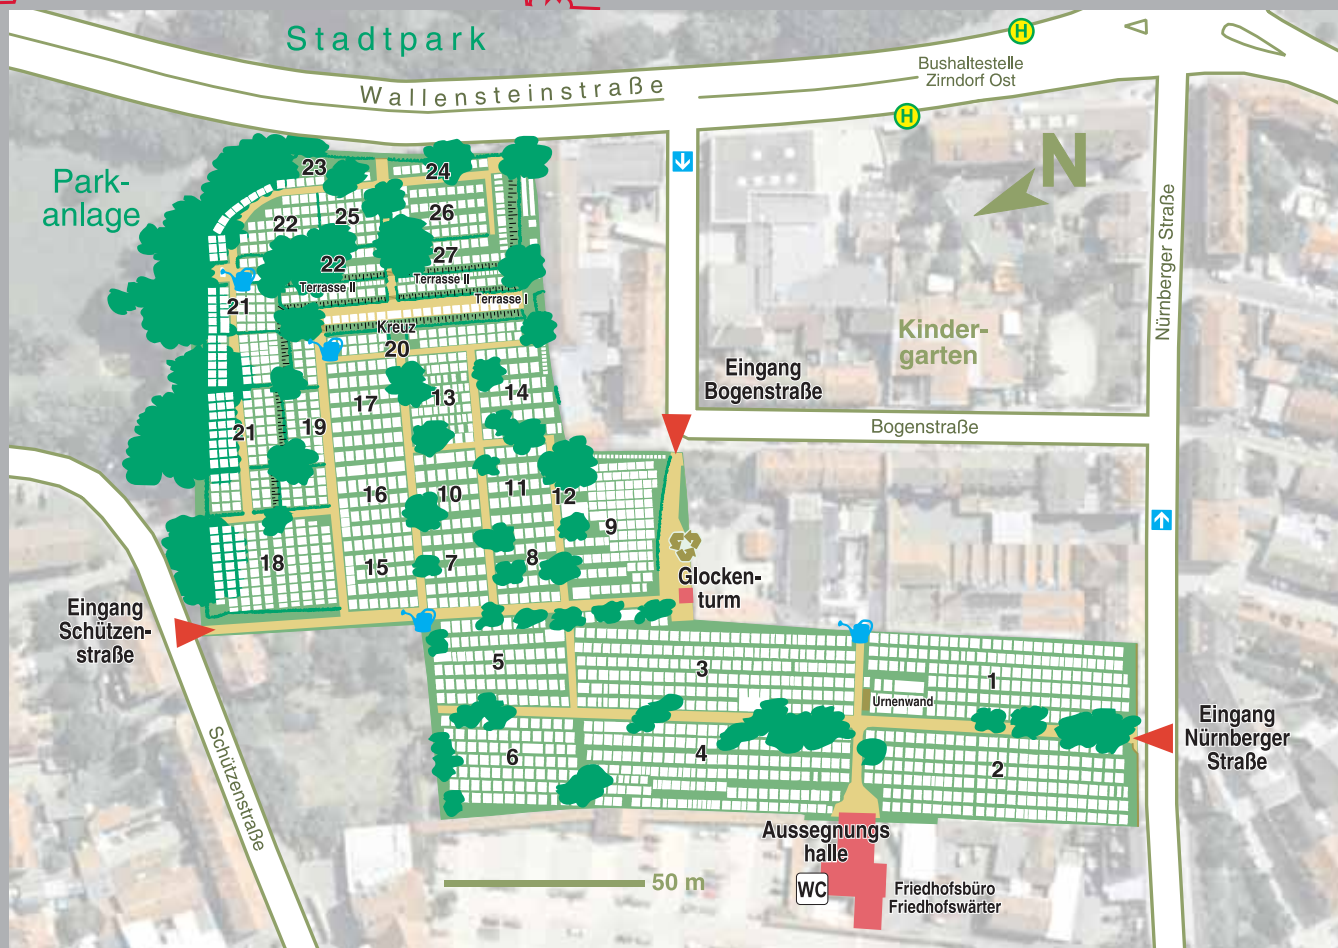 Stadtpark
Wallensteinstraße
H
Bushaltestelle
Zirndorf Ost
H
Park-
anlage
N
23
24
22
25
26
22
27
Terrasse II
Terrasse II
21
Terrasse I
Kreuz
20
Kinder-
garten
Nürnberger Straße
Eingang
Bogenstraße
17
13
14
21
19
Bogenstraße
16
10
11
12
9
18
15
7
8
Glocken-
turm
Eingang
Schützen-
straße
5
3
1
Urnenwand
Eingang
Nürnberger
Straße
6
4
2
Schützenstraße
Aussegnungs
halle
WC
50 m
Friedhofsbüro
Friedhofswärter